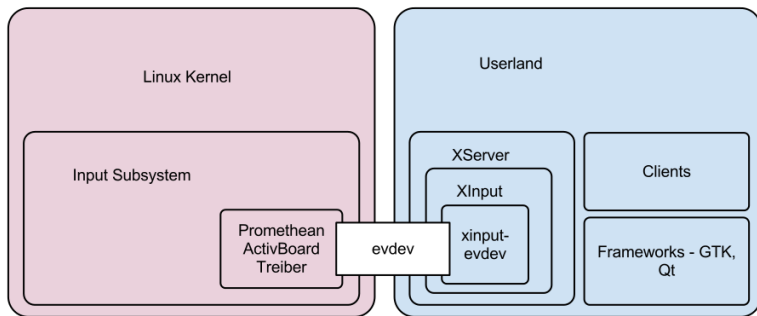 Linux Kernel
Input Subsystem
Promethean
ActivBoard
Treiber
evdev
Userland
XServer
XInput
xinput-
evdev
Clients
Frameworks - GTK,
Qt